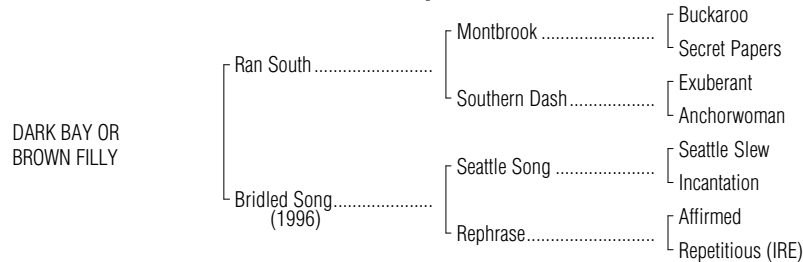 Buckaroo
Montbrook ........................
Secret Papers
Ran South .........................
Exuberant
Southern Dash ..................
Anchorwoman
DARK BAY OR
BROWN FILLY
Seattle Slew
Seattle Song .....................
Incantation
Bridled Song .....................
(1996)
Affirmed
Rephrase ...........................
Repetitious (IRE)